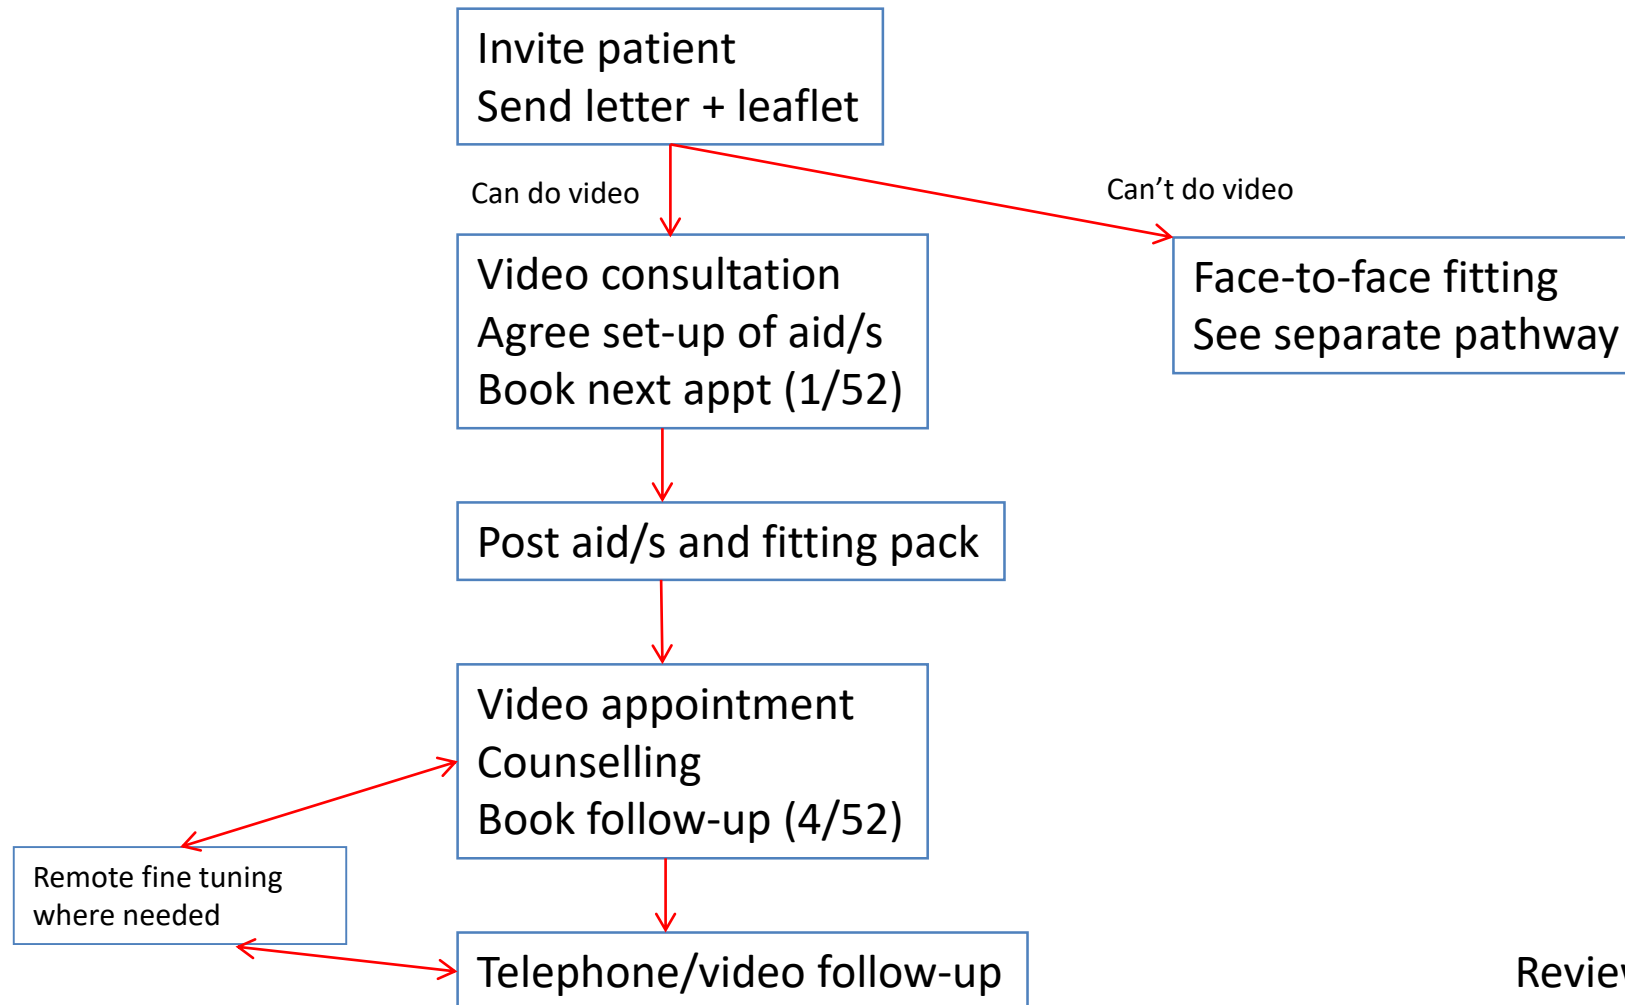 Invite patient
Send letter + leaflet
Can do video
Can’t do video
Video consultation
Agree set-up of aid/s
Book next appt (1/52)
Face-to-face fitting
See separate pathway
Post aid/s and fitting pack
Video appointment
Counselling
Book follow-up (4/52)
Remote fine tuning
where needed
Telephone/video follow-up